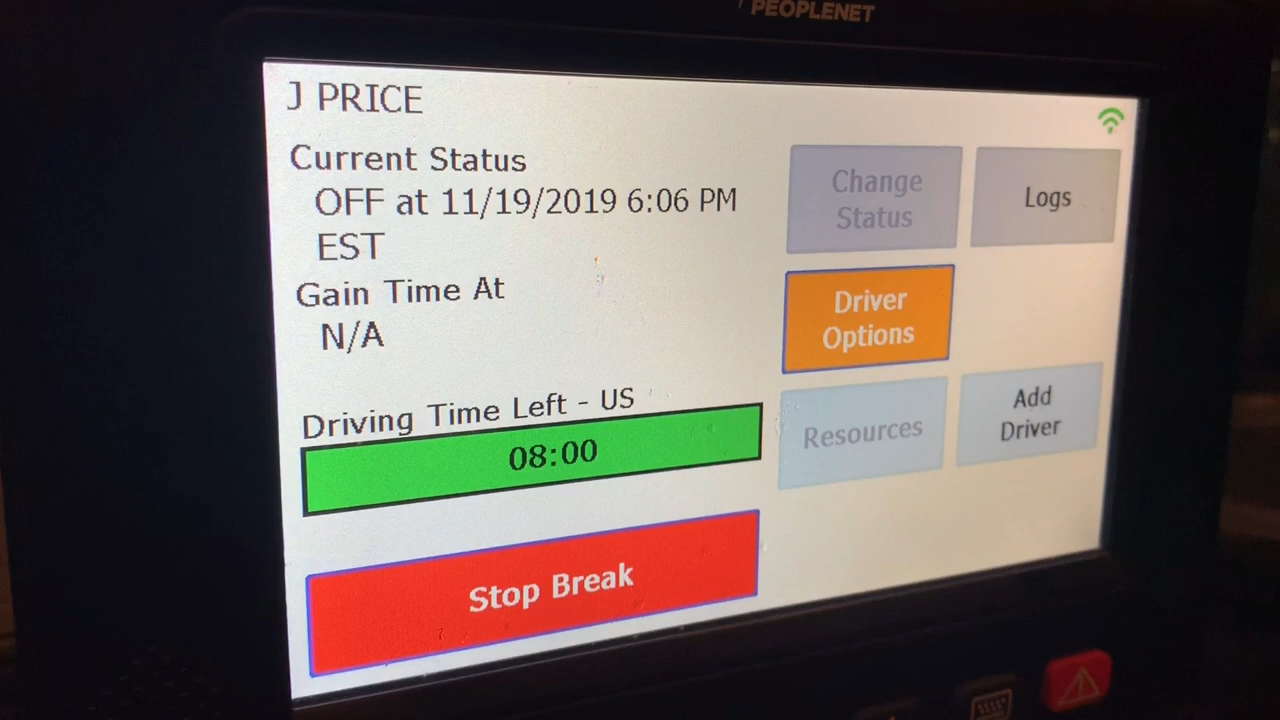 PEOPLENET
J PRICE
Current Status
OFF at 11/19/2019 6:06 PM
EST
Gain Time At
N/A
Driving Time Left - US
08:00
Stop Break
Change
Status
Logs
Driver
Options
Resources
Add
Driver